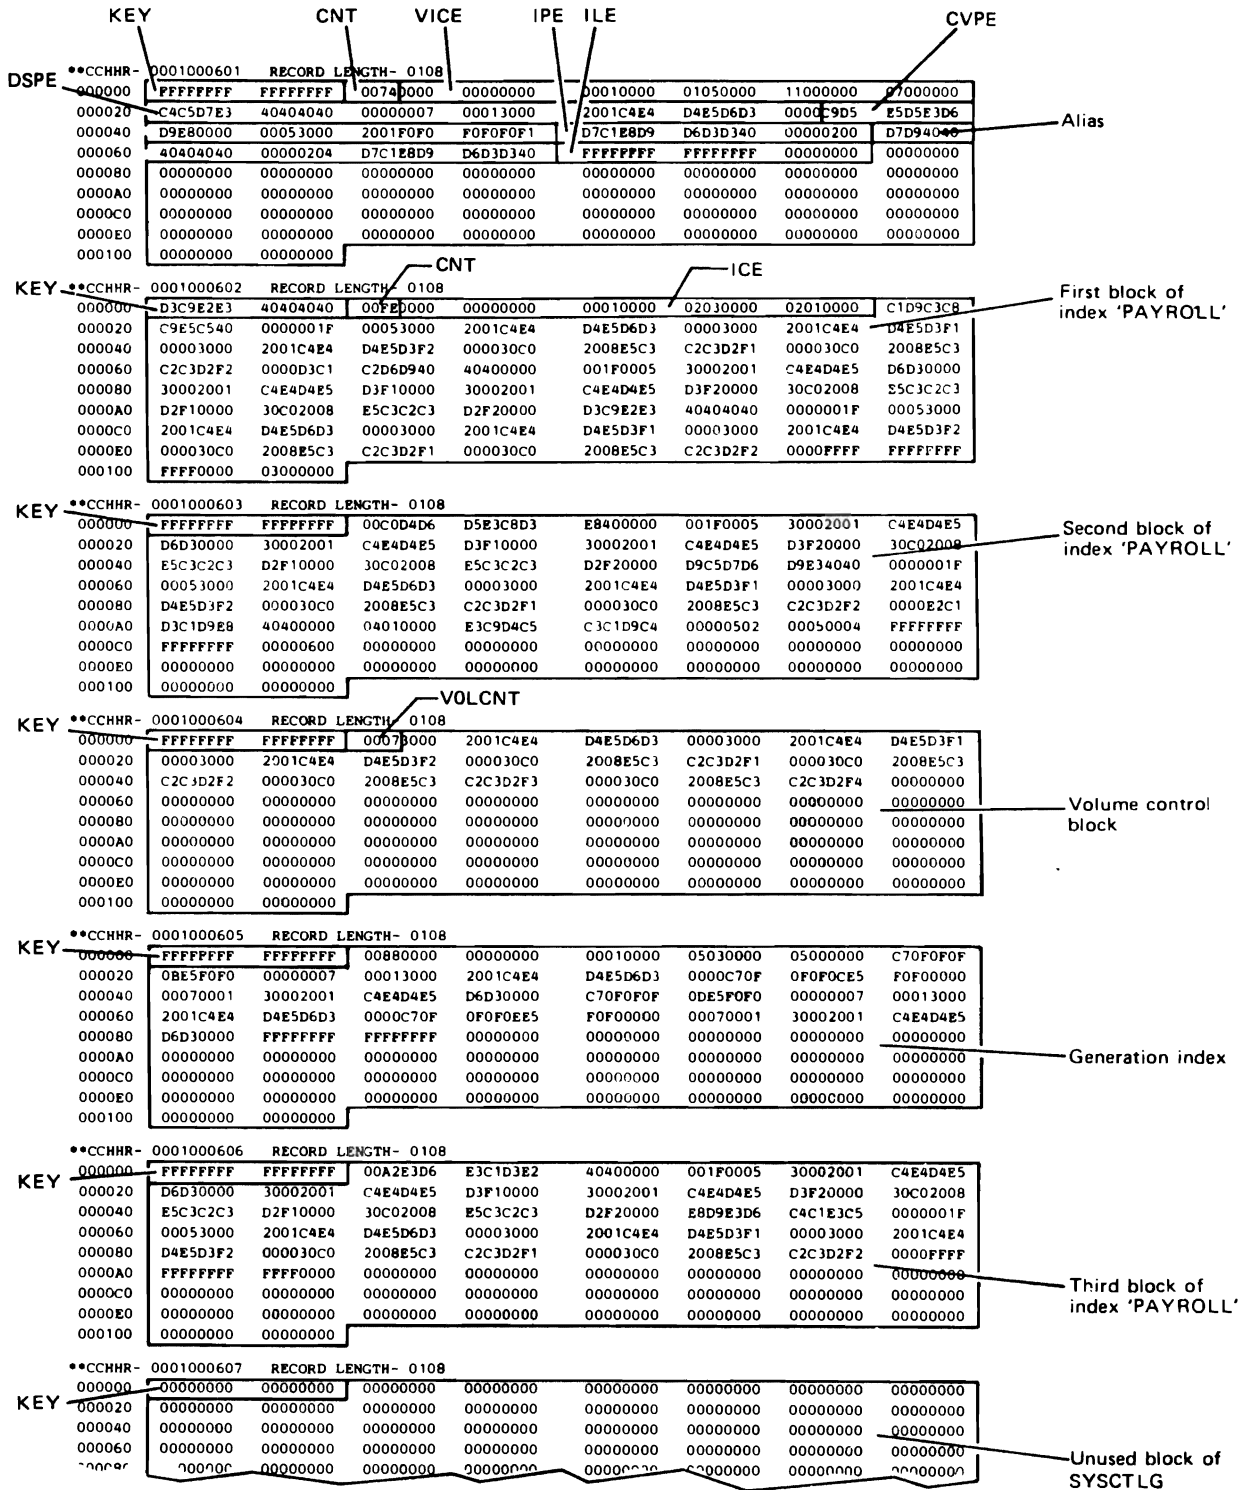 KEY CNT VICE IPE ILE CVPE
**CCHHR- 0001000601 RECORD LENGTH- 0108
DSPE
000000 FFFFFFFF FFFFFFFF 00740000 00000000 00010000 01050000 11000000 07000000
000020 C4C5D7E3 40404040 00000007 00013000 2001C4E4 D4E5D6D3 0000C9D5 E5D5E3D6
000040 D9E80000 00053000 2001F0F0 F0F0F0F1 D7C1E8D9 D6D3D340 00000200 D7D94040
Alias
000060 40404040 00000204 D7C1E8D9 D6D3D340 FFFFFFFF FFFFFFFF 00000000 00000000
000080 00000000 00000000 00000000 00000000 00000000 00000000 00000000 00000000
0000A0 00000000 00000000 00000000 00000000 00000000 00000000 00000000 00000000
0000C0 00000000 00000000 00000000 00000000 00000000 00000000 00000000 00000000
0000E0 00000000 00000000 00000000 00000000 00000000 00000000 00000000 00000000
000100 00000000 00000000
CNT ICE
KEY **CCHHR- 0001000602 RECORD LENGTH- 0108
000000 D3C9E2E3 40404040 00FE0000 00000000 00010000 02030000 02010000 C1D9C3C8
First block of
index 'PAYROLL'
000020 C9E5C540 0000001F 00053000 2001C4E4 D4E5D6D3 00003000 2001C4E4 D4E5D3F1
000040 00003000 2001C4E4 D4E5D3F2 000030C0 2008E5C3 C2C3D2F1 000030C0 2008E5C3
000060 C2C3D2F2 0000D3C1 C2D6D940 40400000 001F0005 30002001 C4E4D4E5 D6D30000
000080 30002001 C4E4D4E5 D3F10000 30002001 C4E4D4E5 D3F20000 30C02008 E5C3C2C3
0000A0 D2F10000 30C02008 E5C3C2C3 D2F20000 D3C9E2E3 40404040 0000001F 00053000
0000C0 2001C4E4 D4E5D6D3 00003000 2001C4E4 D4E5D3F1 00003000 2001C4E4 D4E5D3F2
0000E0 000030C0 2008E5C3 C2C3D2F1 000030C0 2008E5C3 C2C3D2F2 0000FFFF FFFFFFFF
000100 FFFF0000 03000000
**CCHHR- 0001000603 RECORD LENGTH- 0108
KEY
000000 FFFFFFFF FFFFFFFF 00C0D4D6 D5E3C8D3 E8400000 001F0005 30002001 C4E4D4E5
Second block of
index 'PAYROLL'
000020 D6D30000 30002001 C4E4D4E5 D3F10000 30002001 C4E4D4E5 D3F20000 30C02008
000040 E5C3C2C3 D2F10000 30C02008 E5C3C2C3 D2F20000 D9C5D7D6 D9E34040 0000001F
000060 00053000 2001C4E4 D4E5D6D3 00003000 2001C4E4 D4E5D3F1 00003000 2001C4E4
000080 D4E5D3F2 000030C0 2008E5C3 C2C3D2F1 000030C0 2008E5C3 C2C3D2F2 0000E2C1
0000A0 D3C1D9E8 40400000 04010000 E3C9D4C5 C3C1D9C4 00000502 00050004 FFFFFFFF
0000C0 FFFFFFFF 00000600 00000000 00000000 00000000 00000000 00000000 00000000
0000E0 00000000 00000000 00000000 00000000 00000000 00000000 00000000 00000000
000100 00000000 00000000
VOLCNT
KEY **CCHHR- 0001000604 RECORD LENGTH- 0108
000000 FFFFFFFF FFFFFFFF 00073000 2001C4E4 D4E5D6D3 00003000 2001C4E4 D4E5D3F1
000020 00003000 2001C4E4 D4E5D3F2 000030C0 2008E5C3 C2C3D2F1 000030C0 2008E5C3
000040 C2C3D2F2 000030C0 2008E5C3 C2C3D2F3 000030C0 2008E5C3 C2C3D2F4 00000000
000060 00000000 00000000 00000000 00000000 00000000 00000000 00000000 00000000
Volume control
block
000080 00000000 00000000 00000000 00000000 00000000 00000000 00000000 00000000
0000A0 00000000 00000000 00000000 00000000 00000000 00000000 00000000 00000000
0000C0 00000000 00000000 00000000 00000000 00000000 00000000 00000000 00000000
0000E0 00000000 00000000 00000000 00000000 00000000 00000000 00000000 00000000
000100 00000000 00000000
**CCHHR- 0001000605 RECORD LENGTH- 0108
KEY
000000 FFFFFFFF FFFFFFFF 00880000 00000000 00010000 05030000 05000000 C70F0F0F
000020 0BE5F0F0 00000007 00013000 2001C4E4 D4E5D6D3 0000C70F 0F0F0CE5 F0F00000
000040 00070001 30002001 C4E4D4E5 D6D30000 C70F0F0F 0DE5F0F0 00000007 00013000
000060 2001C4E4 D4E5D6D3 0000C70F 0F0F0EE5 F0F00000 00070001 30002001 C4E4D4E5
000080 D6D30000 FFFFFFFF FFFFFFFF 00000000 00000000 00000000 00000000 00000000
0000A0 00000000 00000000 00000000 00000000 00000000 00000000 00000000 00000000
Generation index
0000C0 00000000 00000000 00000000 00000000 00000000 00000000 00000000 00000000
0000E0 00000000 00000000 00000000 00000000 00000000 00000000 00000000 00000000
000100 00000000 00000000
**CCHHR- 0001000606 RECORD LENGTH- 0108
KEY
000000 FFFFFFFF FFFFFFFF 00A2E3D6 E3C1D3E2 40400000 001F0005 30002001 C4E4D4E5
000020 D6D30000 30002001 C4E4D4E5 D3F10000 30002001 C4E4D4E5 D3F20000 30C02008
000040 E5C3C2C3 D2F10000 30C02008 E5C3C2C3 D2F20000 E8D9E3D6 C4C1E3C5 0000001F
000060 00053000 2001C4E4 D4E5D6D3 00003000 2001C4E4 D4E5D3F1 00003000 2001C4E4
000080 D4E5D3F2 000030C0 2008E5C3 C2C3D2F1 000030C0 2008E5C3 C2C3D2F2 0000FFFF
0000A0 FFFFFFFF FFFF0000 00000000 00000000 00000000 00000000 00000000 00000000
Third block of
index 'PAYROLL'
0000C0 00000000 00000000 00000000 00000000 00000000 00000000 00000000 00000000
0000E0 00000000 00000000 00000000 00000000 00000000 00000000 00000000 00000000
000100 00000000 00000000
**CCHHR- 0001000607 RECORD LENGTH- 0108
KEY
000000 00000000 00000000 00000000 00000000 00000000 00000000 00000000 00000000
000020 00000000 00000000 00000000 00000000 00000000 00000000 00000000 00000000
000040 00000000 00000000 00000000 00000000 00000000 00000000 00000000 00000000
000060 00000000 00000000 00000000 00000000 00000000 00000000 00000000 00000000
Unused block of
SYSCTLG
00000000 00000000 00000000 00000000 00000000